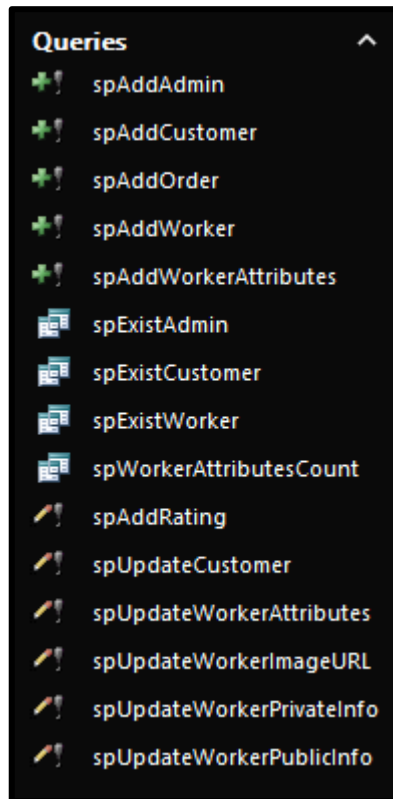 Queries
spAddAdmin
spAddCustomer
spAddOrder
spAddWorker
spAddWorkerAttributes
spExistAdmin
spExistCustomer
spExistWorker
spWorkerAttributesCount
spAddRating
spUpdateCustomer
spUpdateWorkerAttributes
spUpdateWorkerImageURL
spUpdateWorkerPrivateInfo
spUpdateWorkerPublicInfo